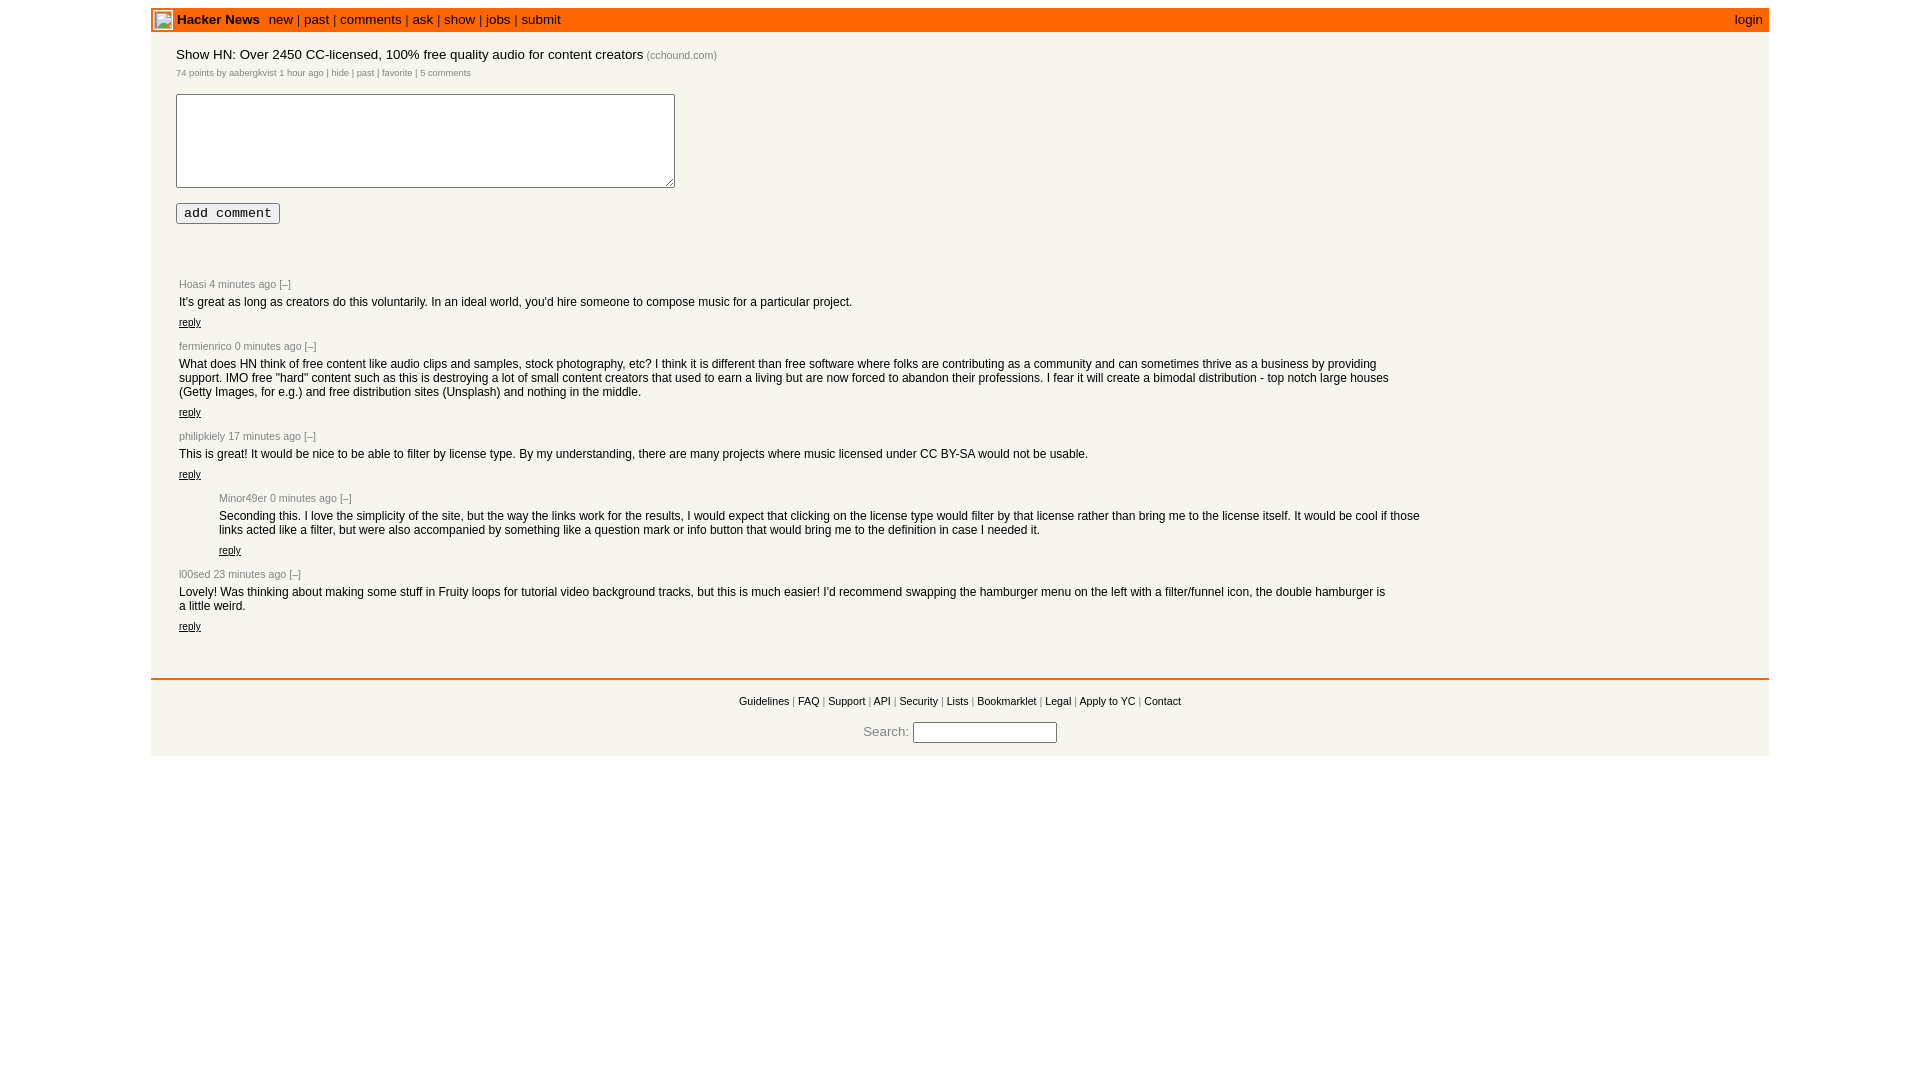 Hacker News new | past | comments | ask | show | jobs | submit login
Show HN: Over 2450 CC-licensed, 100% free quality audio for content creators (cchound.com)
74 points by aabergkvist 1 hour ago | hide | past | favorite | 5 comments
add comment
Hoasi 4 minutes ago [–]
It's great as long as creators do this voluntarily. In an ideal world, you'd hire someone to compose music for a particular project.
reply
fermienrico 0 minutes ago [–]
What does HN think of free content like audio clips and samples, stock photography, etc? I think it is different than free software where folks are contributing as a community and can sometimes thrive as a business by providing
support. IMO free "hard" content such as this is destroying a lot of small content creators that used to earn a living but are now forced to abandon their professions. I fear it will create a bimodal distribution - top notch large houses
(Getty Images, for e.g.) and free distribution sites (Unsplash) and nothing in the middle.
reply
philipkiely 17 minutes ago [–]
This is great! It would be nice to be able to filter by license type. By my understanding, there are many projects where music licensed under CC BY-SA would not be usable.
reply
Minor49er 0 minutes ago [–]
Seconding this. I love the simplicity of the site, but the way the links work for the results, I would expect that clicking on the license type would filter by that license rather than bring me to the license itself. It would be cool if those
links acted like a filter, but were also accompanied by something like a question mark or info button that would bring me to the definition in case I needed it.
reply
l00sed 23 minutes ago [–]
Lovely! Was thinking about making some stuff in Fruity loops for tutorial video background tracks, but this is much easier! I'd recommend swapping the hamburger menu on the left with a filter/funnel icon, the double hamburger is
a little weird.
reply
Guidelines | FAQ | Support | API | Security | Lists | Bookmarklet | Legal | Apply to YC | Contact
Search: